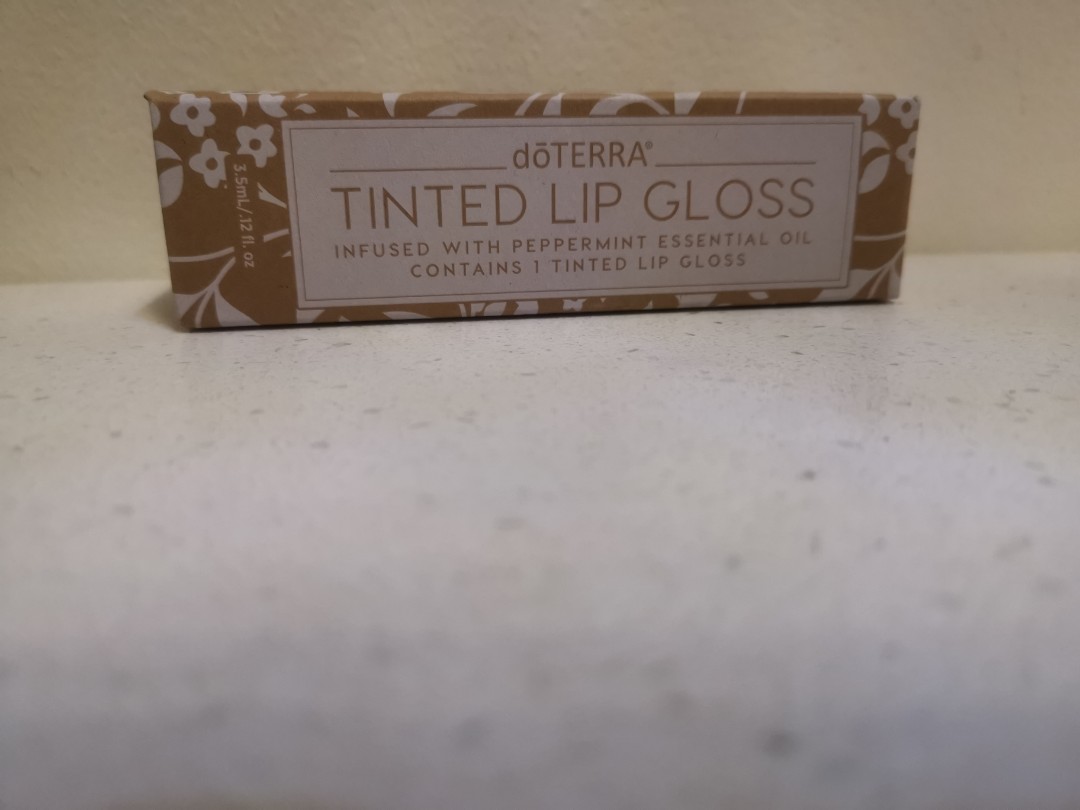 dōTERRA®
TINTED LIP GLOSS
INFUSED WITH PEPPERMINT ESSENTIAL OIL
CONTAINS 1 TINTED LIP GLOSS
3.5mL/.12 fl. oz